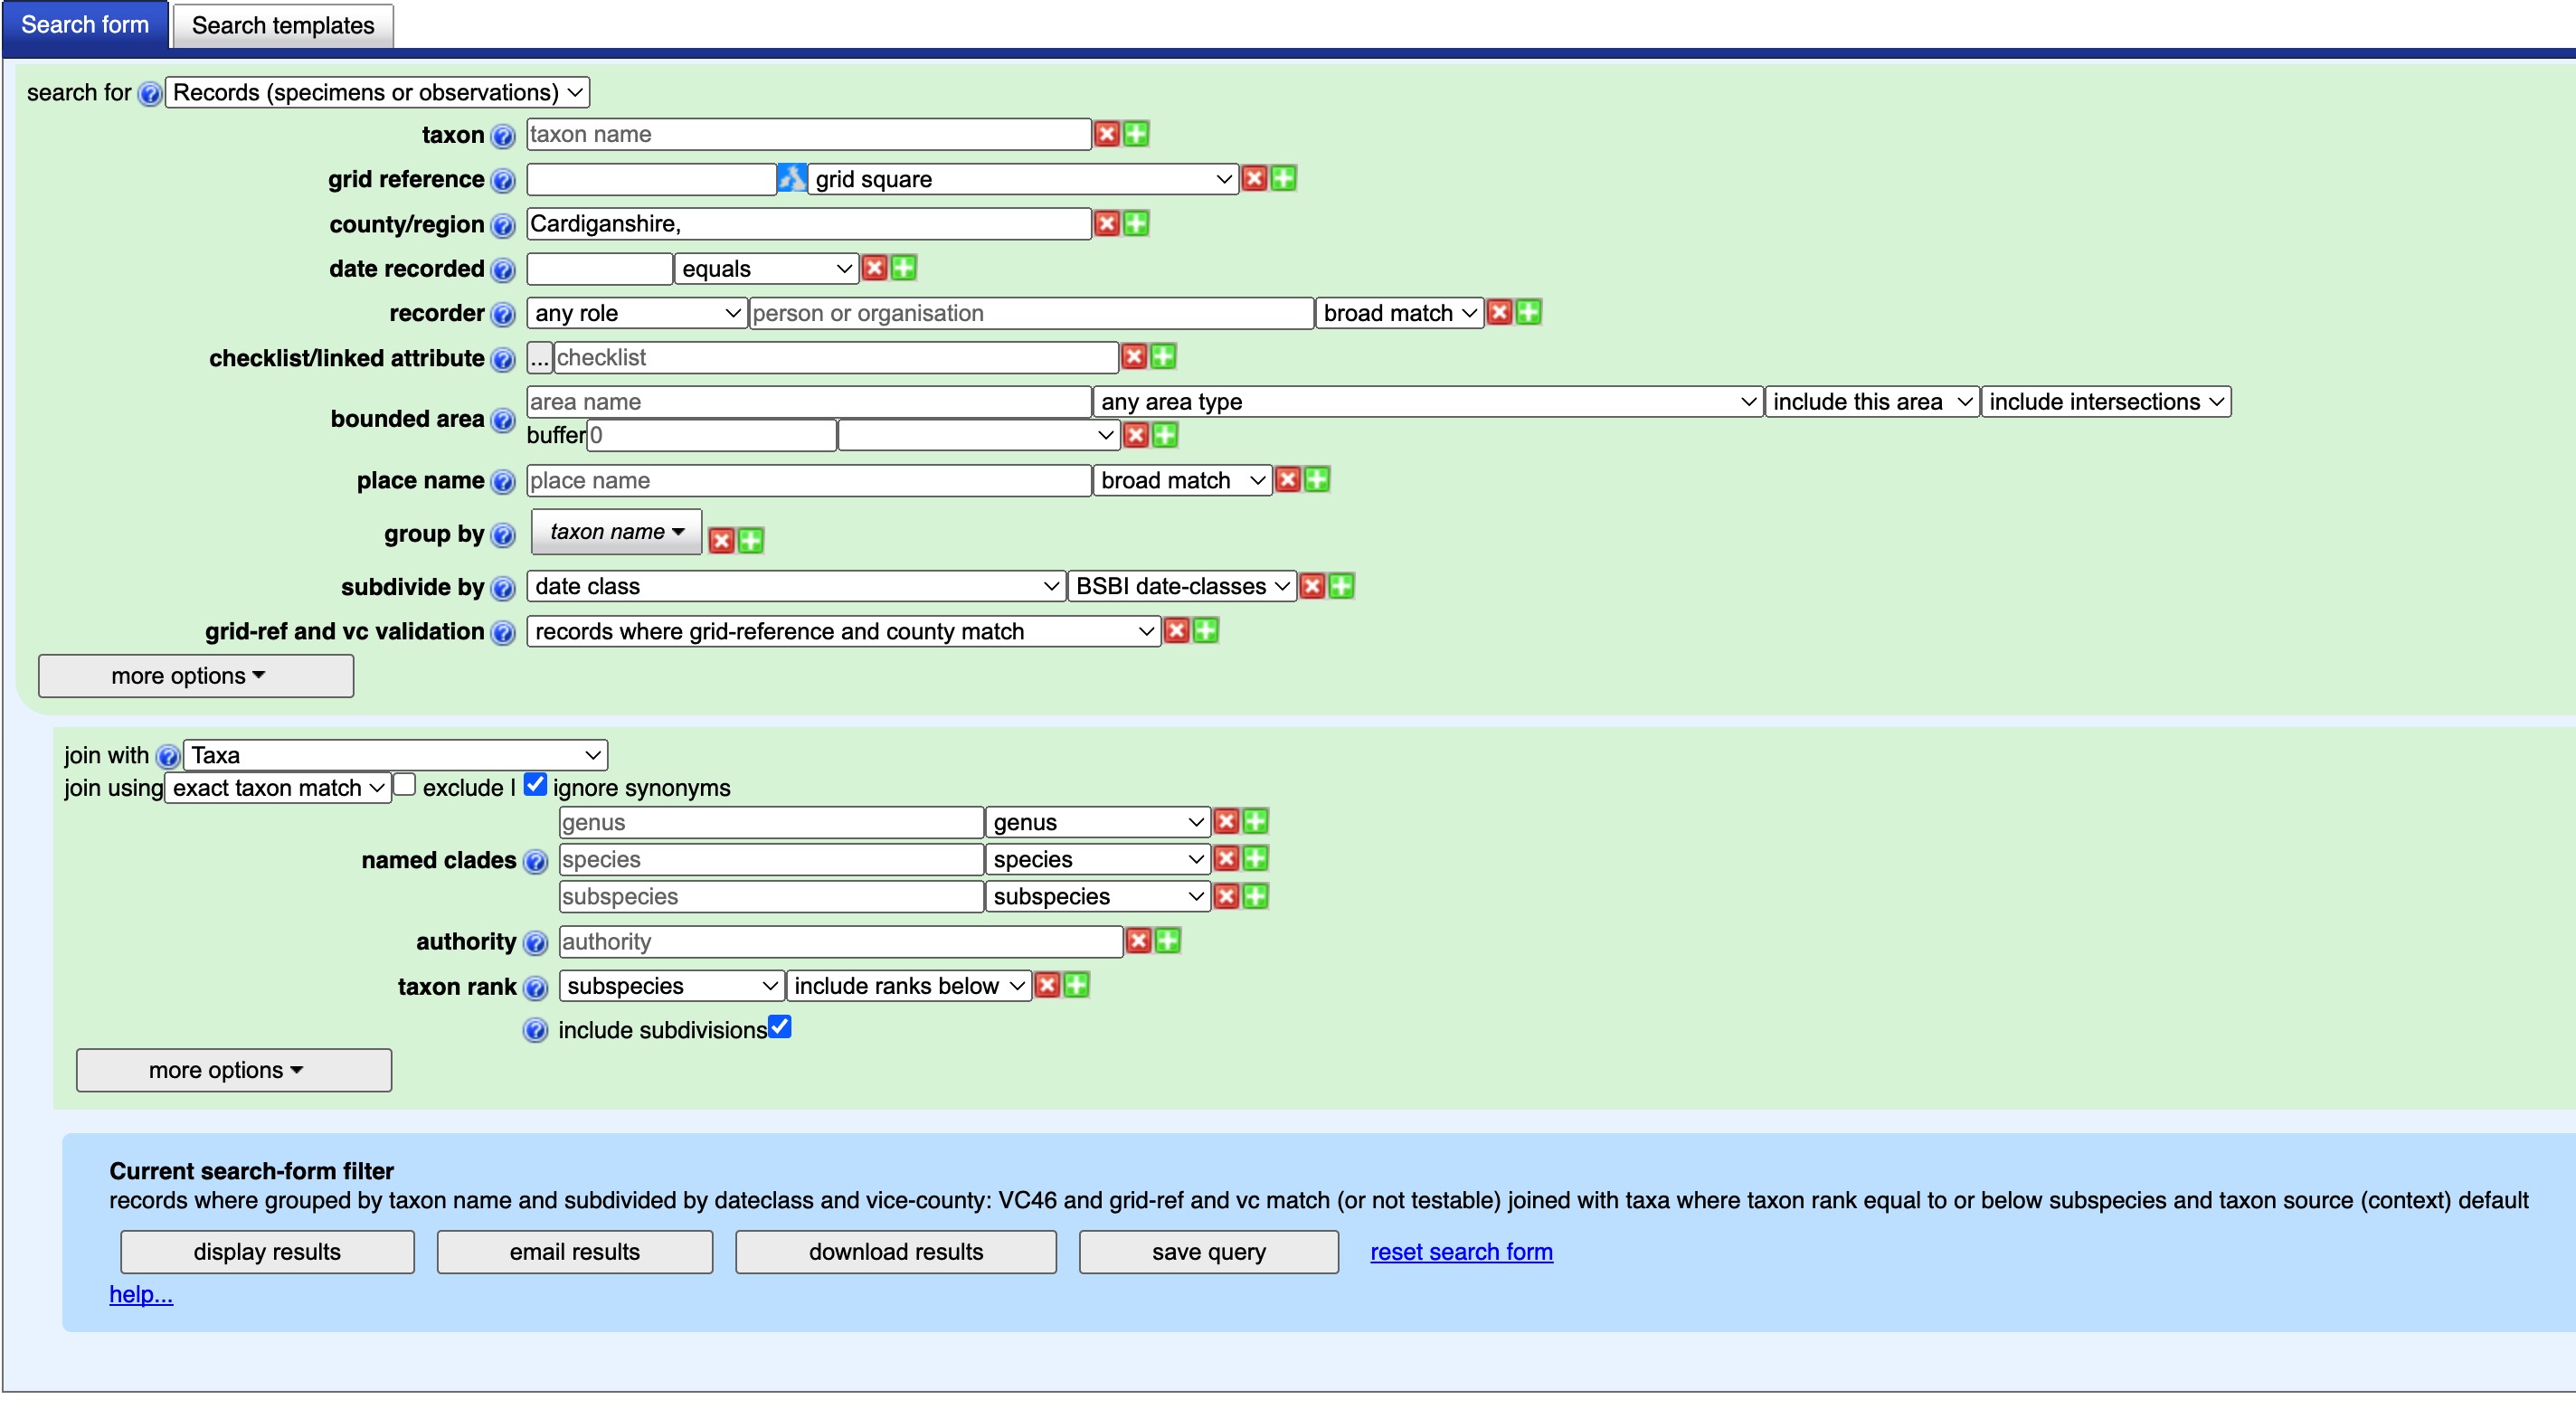 Search form Search templates
search for Records (specimens or observations)
taxon taxon name
grid reference grid square
county/region Cardiganshire,
date recorded equals
recorder any role person or organisation broad match
checklist/linked attribute ... checklist
bounded area area name any area type include this area include intersections
buffer 0
place name place name broad match
group by taxon name
subdivide by date class BSBI date-classes
grid-ref and vc validation records where grid-reference and county match
more options
join with Taxa
join using exact taxon match exclude | ignore synonyms
genus genus
named clades species species
subspecies subspecies
authority authority
taxon rank subspecies include ranks below
include subdivisions
more options
Current search-form filter
records where grouped by taxon name and subdivided by dateclass and vice-county: VC46 and grid-ref and vc match (or not testable) joined with taxa where taxon rank equal to or below subspecies and taxon source (context) default
display results email results download results save query reset search form
help...